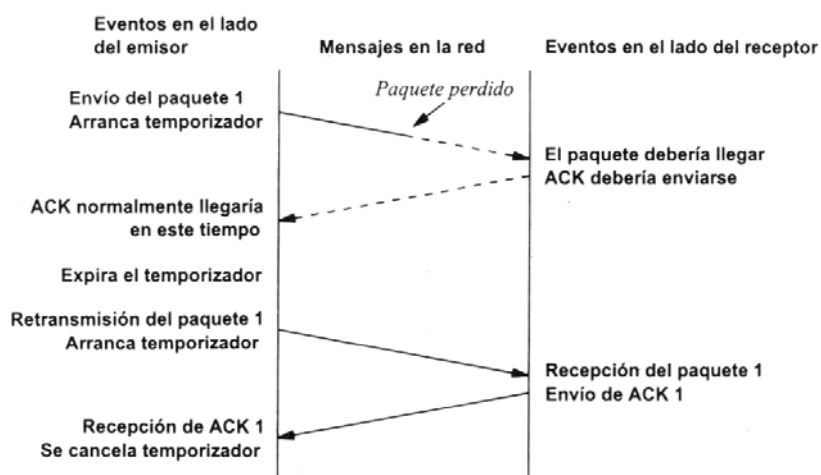 Eventos en el lado
del emisor
Mensajes en la red
Eventos en el lado del receptor
Envío del paquete 1
Arranca temporizador
Paquete perdido
El paquete debería llegar
ACK debería enviarse
ACK normalmente llegaría
en este tiempo
Expira el temporizador
Retransmisión del paquete 1
Arranca temporizador
Recepción del paquete 1
Envío de ACK 1
Recepción de ACK 1
Se cancela temporizador